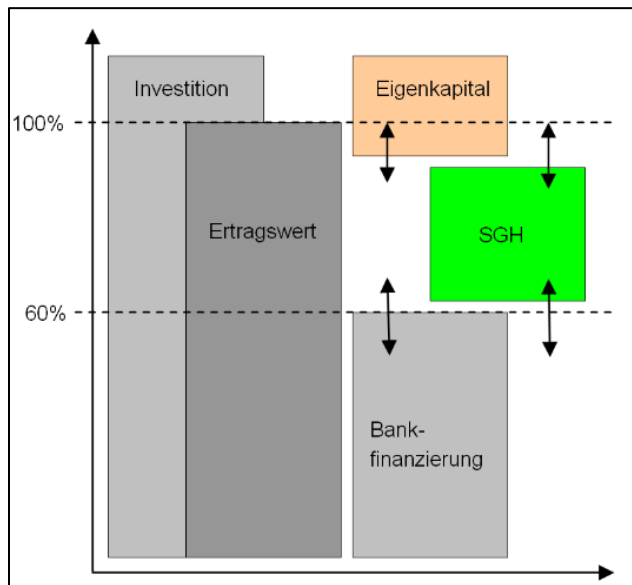 Investition
Eigenkapital
100%
Ertragswert
SGH
60%
Bank-
finanzierung